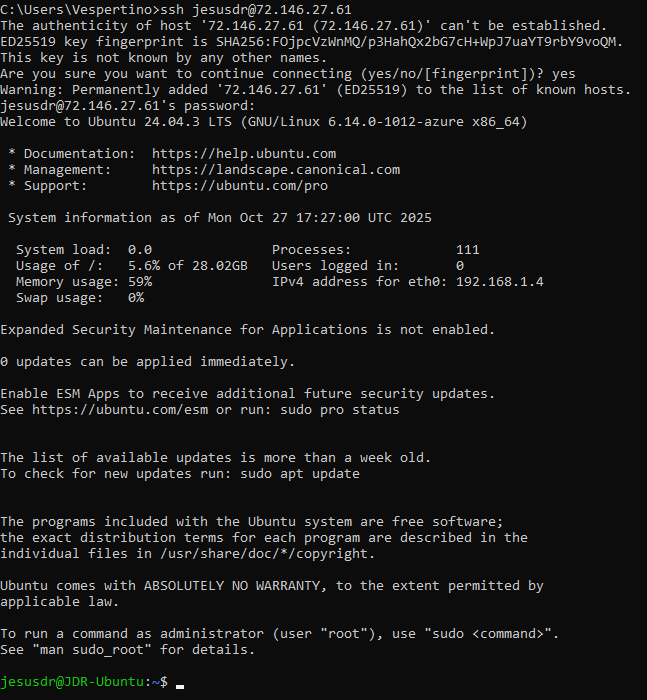 C:\Users\Vespertino>ssh jesusdr@72.146.27.61
The authenticity of host '72.146.27.61 (72.146.27.61)' can't be established.
ED25519 key fingerprint is SHA256:FOjpcVzWnMQ/p3HahQx2bG7cH+WpJ7uaYT9rbY9voQM.
This key is not known by any other names.
Are you sure you want to continue connecting (yes/no/[fingerprint])? yes
Warning: Permanently added '72.146.27.61' (ED25519) to the list of known hosts.
jesusdr@72.146.27.61's password:
Welcome to Ubuntu 24.04.3 LTS (GNU/Linux 6.14.0-1012-azure x86_64)

 * Documentation:  https://help.ubuntu.com
 * Management:     https://landscape.canonical.com
 * Support:        https://ubuntu.com/pro

 System information as of Mon Oct 27 17:27:00 UTC 2025

  System load:  0.0               Processes:             111
  Usage of /:   5.6% of 28.02GB   Users logged in:       0
  Memory usage: 59%               IPv4 address for eth0: 192.168.1.4
  Swap usage:   0%

Expanded Security Maintenance for Applications is not enabled.

0 updates can be applied immediately.

Enable ESM Apps to receive additional future security updates.
See https://ubuntu.com/esm or run: sudo pro status


The list of available updates is more than a week old.
To check for new updates run: sudo apt update


The programs included with the Ubuntu system are free software;
the exact distribution terms for each program are described in the
individual files in /usr/share/doc/*/copyright.

Ubuntu comes with ABSOLUTELY NO WARRANTY, to the extent permitted by
applicable law.

To run a command as administrator (user "root"), use "sudo <command>".
See "man sudo_root" for details.

jesusdr@JDR-Ubuntu:~$